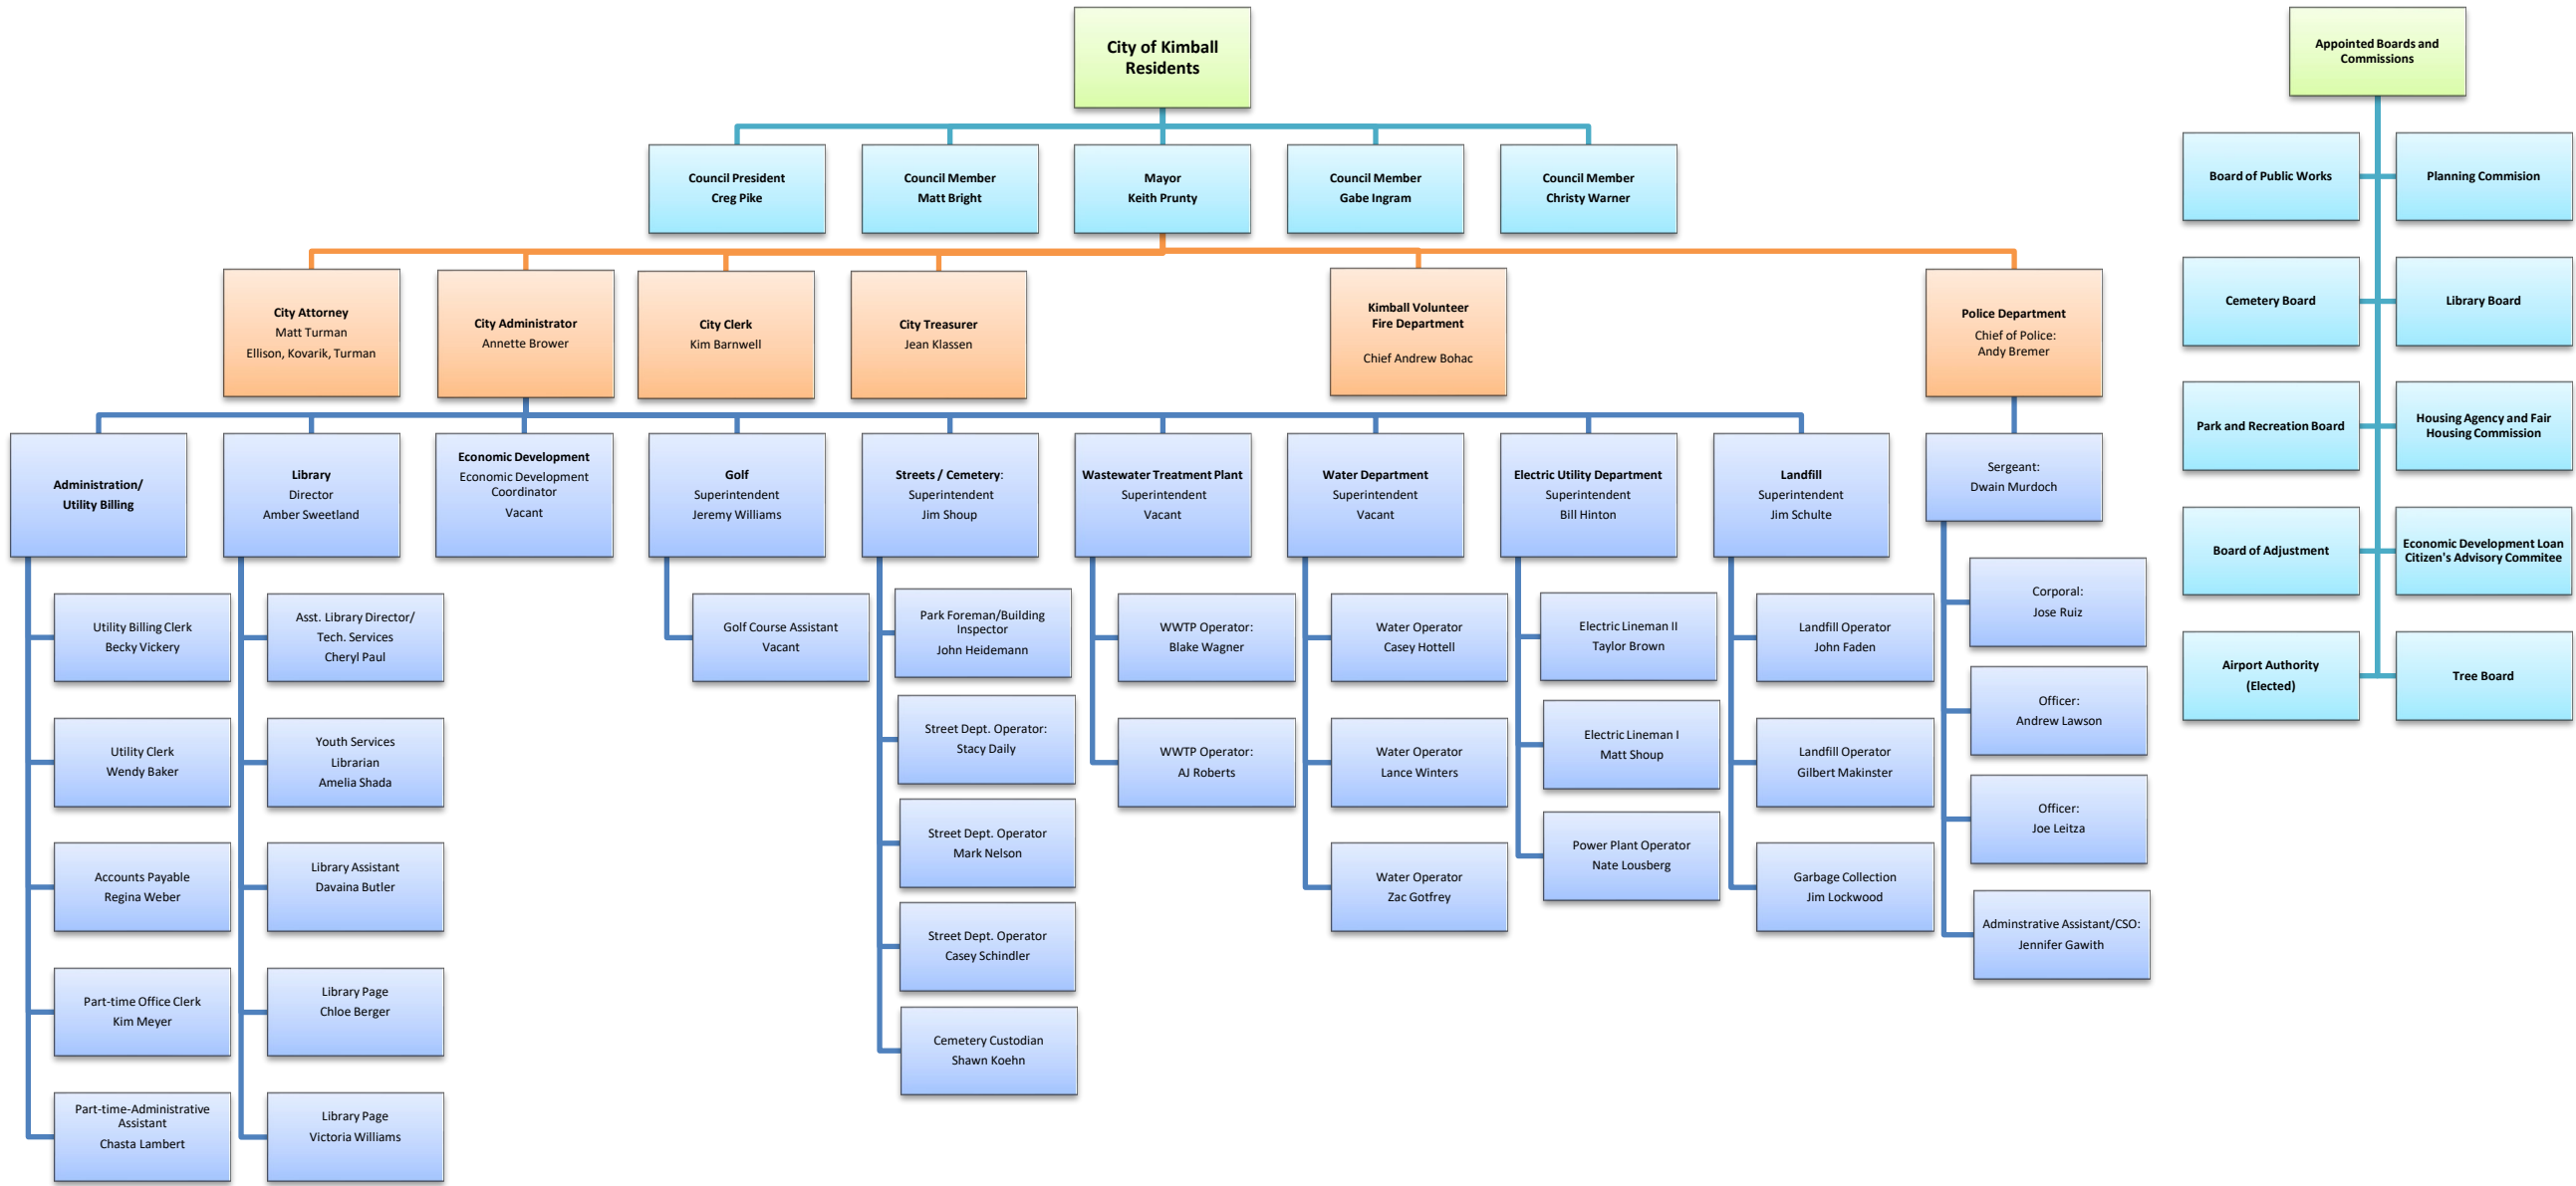 City of Kimball
Residents
Appointed Boards and
Commissions
Council President
Creg Pike
Council Member
Matt Bright
Mayor
Keith Prunty
Council Member
Gabe Ingram
Council Member
Christy Warner
Board of Public Works
Planning Commision
City Attorney
Matt Turman
Ellison, Kovarik, Turman
City Administrator
Annette Brower
City Clerk
Kim Barnwell
City Treasurer
Jean Klassen
Kimball Volunteer
Fire Department
Chief Andrew Bohac
Police Department
Chief of Police:
Andy Bremer
Cemetery Board
Library Board
Park and Recreation Board
Housing Agency and Fair
Housing Commission
Board of Adjustment
Economic Development Loan
Citizen's Advisory Commitee
Airport Authority
(Elected)
Tree Board
Administration/
Utility Billing
Library
Director
Amber Sweetland
Economic Development
Economic Development
Coordinator
Vacant
Golf
Superintendent
Jeremy Williams
Streets / Cemetery:
Superintendent
Jim Shoup
Wastewater Treatment Plant
Superintendent
Vacant
Water Department
Superintendent
Vacant
Electric Utility Department
Superintendent
Bill Hinton
Landfill
Superintendent
Jim Schulte
Sergeant:
Dwain Murdoch
Utility Billing Clerk
Becky Vickery
Utility Clerk
Wendy Baker
Accounts Payable
Regina Weber
Part-time Office Clerk
Kim Meyer
Part-time-Administrative
Assistant
Chasta Lambert
Asst. Library Director/
Tech. Services
Cheryl Paul
Youth Services
Librarian
Amelia Shada
Library Assistant
Davaina Butler
Library Page
Chloe Berger
Library Page
Victoria Williams
Golf Course Assistant
Vacant
Park Foreman/Building
Inspector
John Heidemann
Street Dept. Operator:
Stacy Daily
Street Dept. Operator
Mark Nelson
Street Dept. Operator
Casey Schindler
Cemetery Custodian
Shawn Koehn
WWTP Operator:
Blake Wagner
WWTP Operator:
AJ Roberts
Water Operator
Casey Hottell
Water Operator
Lance Winters
Water Operator
Zac Gotfrey
Electric Lineman II
Taylor Brown
Electric Lineman I
Matt Shoup
Power Plant Operator
Nate Lousberg
Landfill Operator
John Faden
Landfill Operator
Gilbert Makinster
Garbage Collection
Jim Lockwood
Corporal:
Jose Ruiz
Officer:
Andrew Lawson
Officer:
Joe Leitza
Adminstrative Assistant/CSO:
Jennifer Gawith